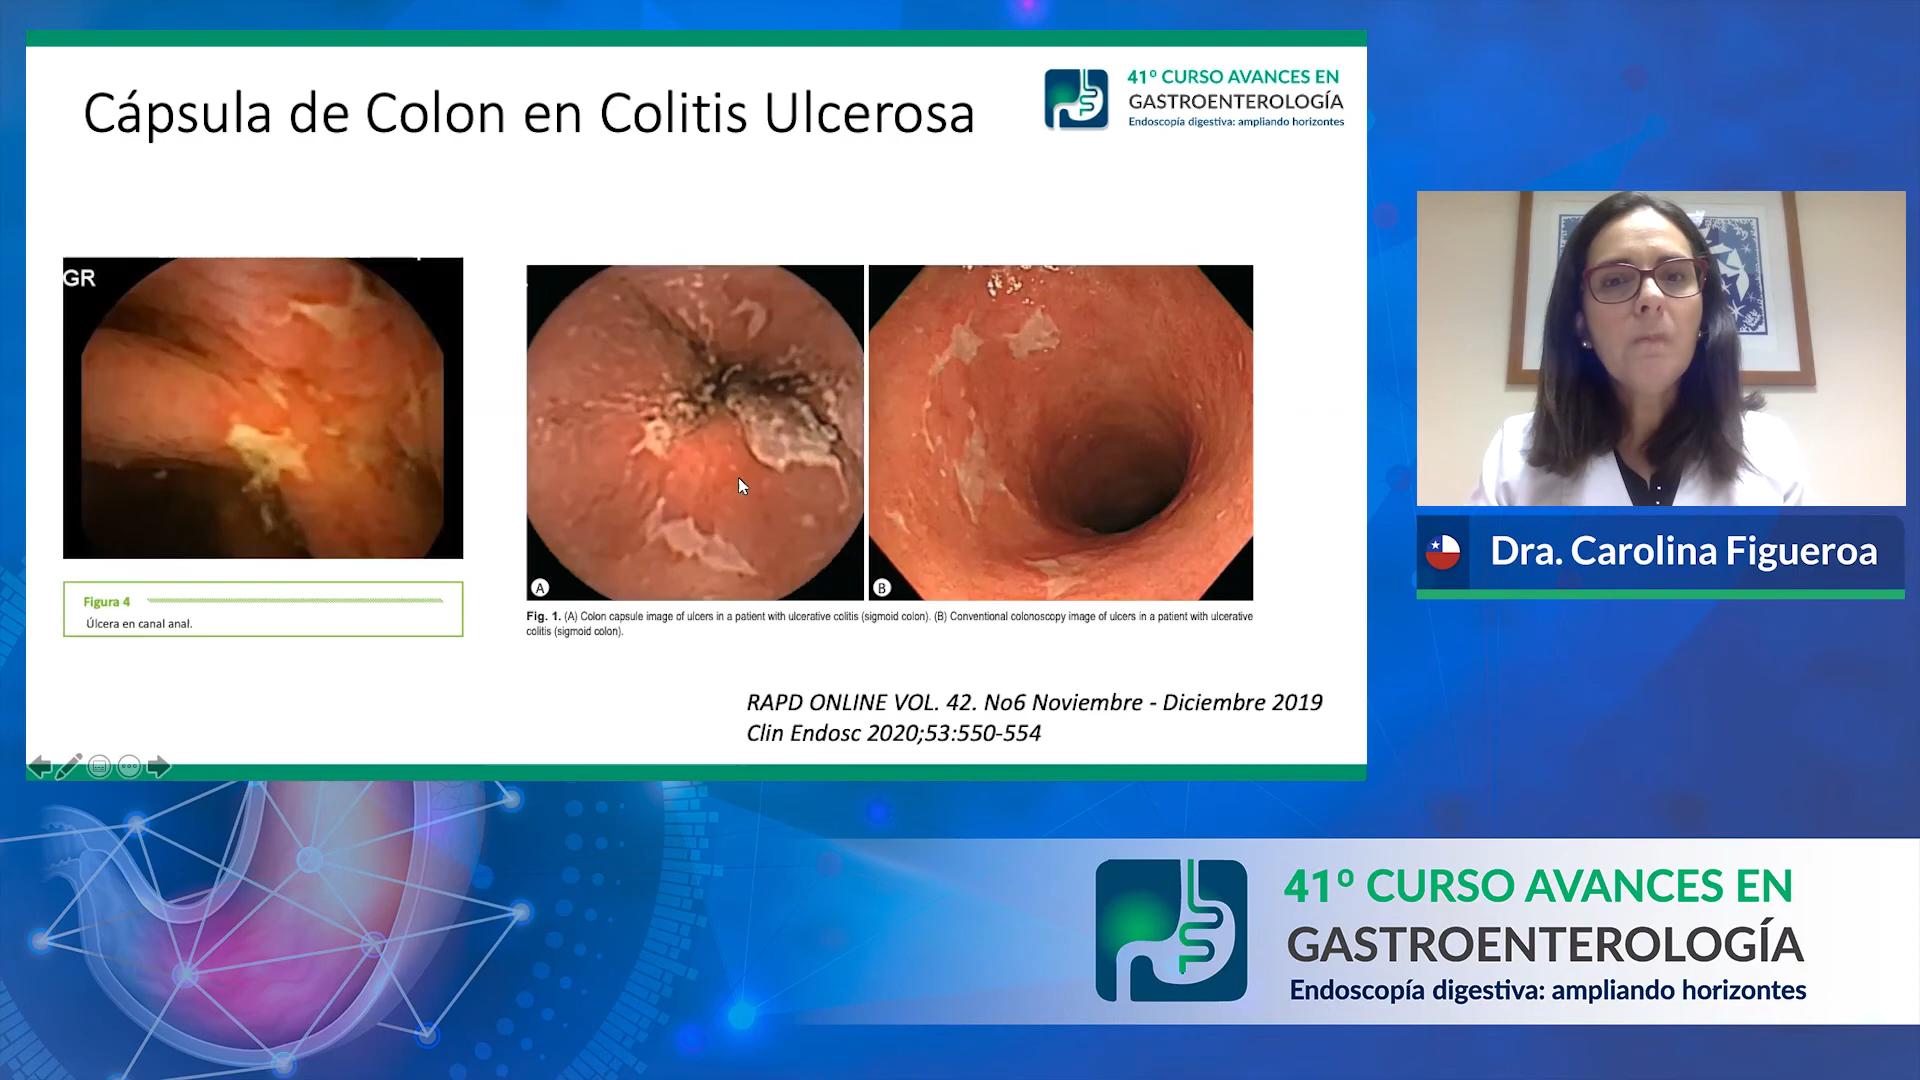 Cápsula de Colon en Colitis Ulcerosa
41º CURSO AVANCES EN
GASTROENTEROLOGÍA
Endoscopía digestiva: ampliando horizontes
GR
Figura 4
Úlcera en canal anal.
A
B
Fig. 1. (A) Colon capsule image of ulcers in a patient with ulcerative colitis (sigmoid colon). (B) Conventional colonoscopy image of ulcers in a patient with ulcerative
colitis (sigmoid colon).
RAPD ONLINE VOL. 42. No6 Noviembre - Diciembre 2019
Clin Endosc 2020;53:550-554
Dra. Carolina Figueroa
41º CURSO AVANCES EN
GASTROENTEROLOGÍA
Endoscopía digestiva: ampliando horizontes